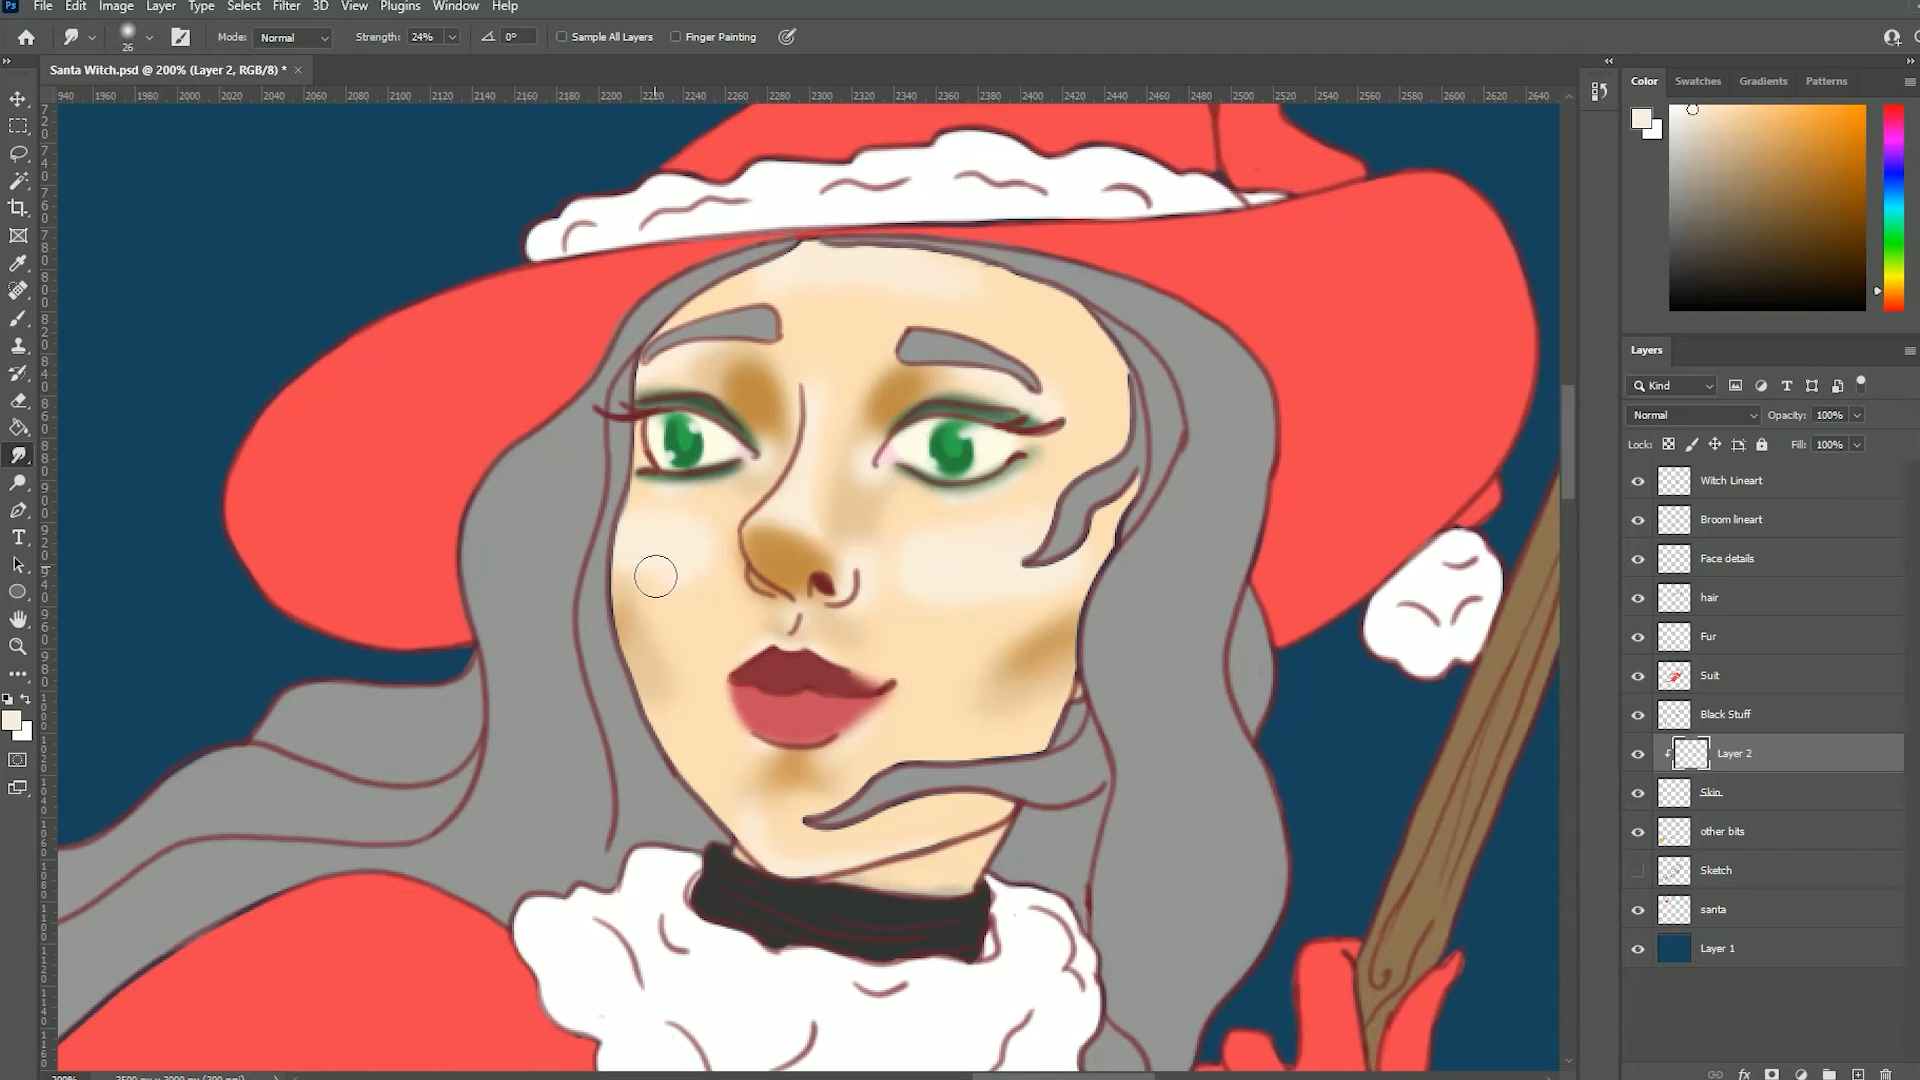 Ps File Edit Image Layer Type Select Filter 3D View Plugins Window Help
26 Mode: Normal Strength: 24% 0° Sample All Layers Finger Painting
Santa Witch.psd @ 200% (Layer 2, RGB/8) * ×
940 1960 1980 2000 2020 2040 2060 2080 2100 2120 2140 2160 2180 2200 2220 2240 2260 2280 2300 2320 2340 2360 2380 2400 2420 2440 2460 2480 2500 2520 2540 2560 2580 2600 2620 2640
Color Swatches Gradients Patterns
Layers
Kind
Normal Opacity: 100%
Lock: Fill: 100%
Witch Lineart
Broom lineart
Face details
hair
Fur
Suit
Black Stuff
Layer 2
Skin
other bits
Sketch
santa
Layer 1